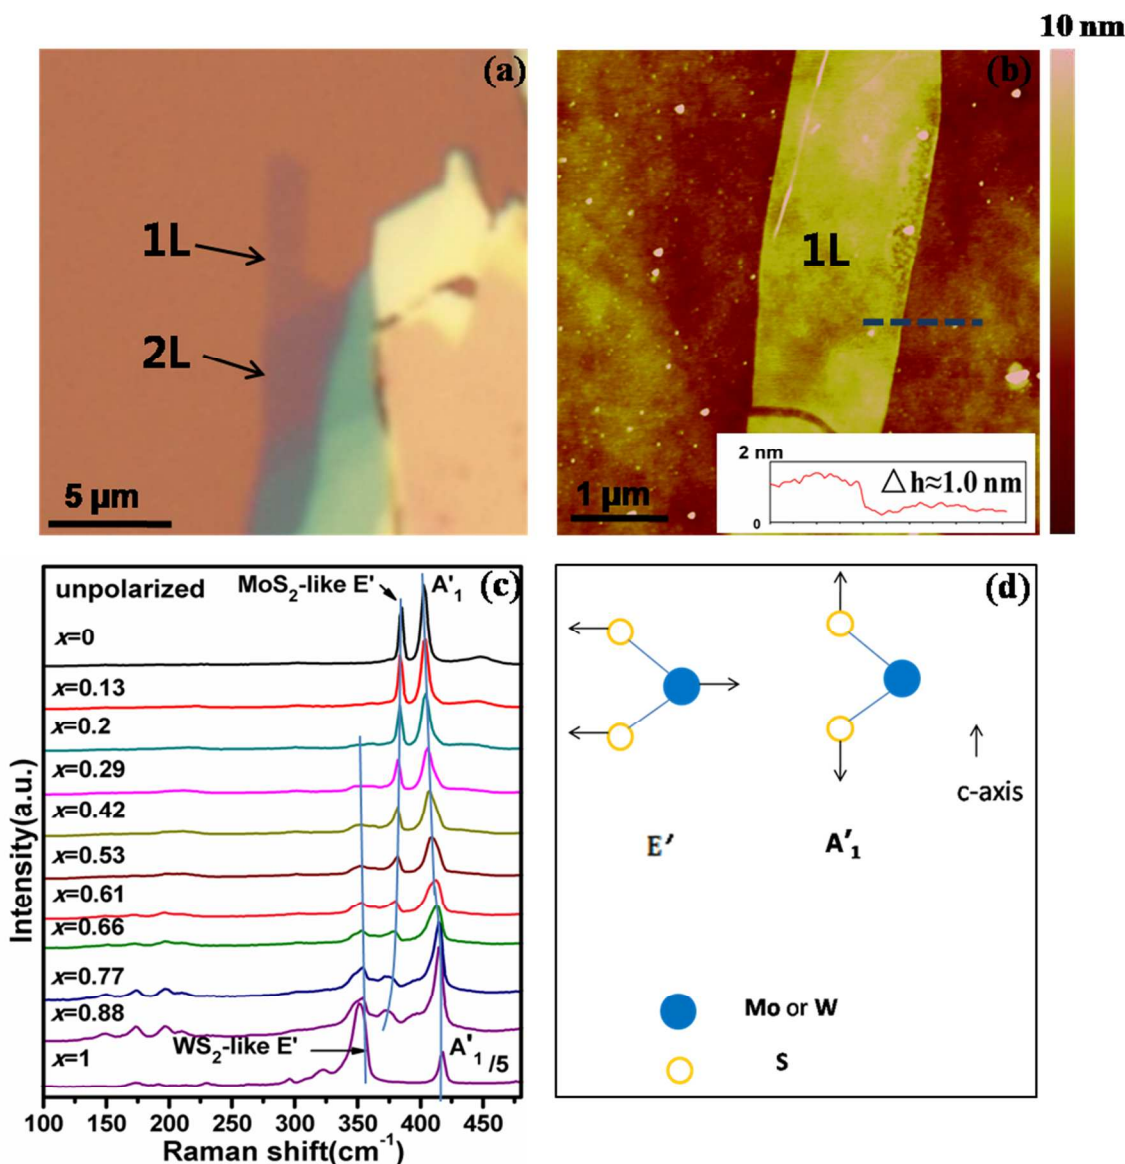 10 nm
(a)
1L
2L
5 μm
(b)
1L
1 μm
2 nm
△h≈1.0 nm
0
(c)
unpolarized
MoS₂-like E'
A'₁
x=0
x=0.13
x=0.2
x=0.29
x=0.42
x=0.53
x=0.61
x=0.66
x=0.77
x=0.88
x=1
WS₂-like E'
A'₁/5
Intensity(a.u.)
100 150 200 250 300 350 400 450
Raman shift(cm⁻¹)
(d)
c-axis
E′
A′₁
Mo or W
S